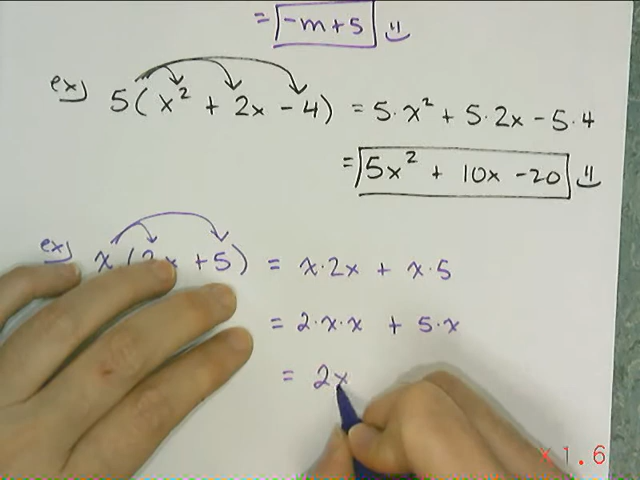 = -m+5
ex) 5(x² + 2x - 4) = 5·x² + 5·2x - 5·4
= 5x² + 10x - 20
ex) x(2x + 5) = x·2x + x·5
= 2·x·x + 5·x
= 2x
x1.6